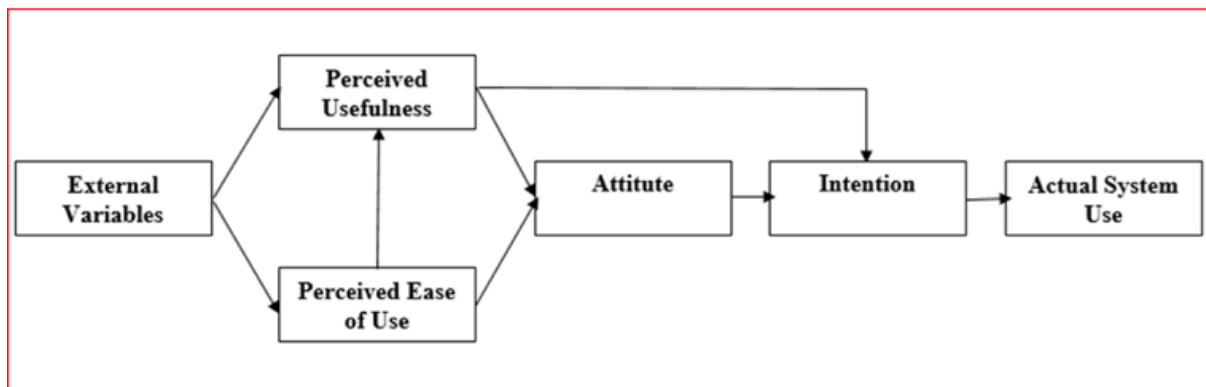 Perceived
Usefulness
External
Variables
Attitute
Intention
Actual System
Use
Perceived Ease
of Use